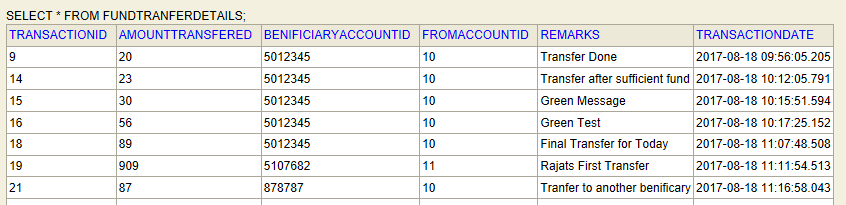 SELECT * FROM FUNDTRANFERDETAILS;
TRANSACTIONID AMOUNTTRANSFERED BENIFICIARYACCOUNTID FROMACCOUNTID REMARKS TRANSACTIONDATE
9 20 5012345 10 Transfer Done 2017-08-18 09:56:05.205
14 23 5012345 10 Transfer after sufficient fund 2017-08-18 10:12:05.791
15 30 5012345 10 Green Message 2017-08-18 10:15:51.594
16 56 5012345 10 Green Test 2017-08-18 10:17:25.152
18 89 5012345 10 Final Transfer for Today 2017-08-18 11:07:48.508
19 909 5107682 11 Rajats First Transfer 2017-08-18 11:11:54.513
21 87 878787 10 Tranfer to another benificary 2017-08-18 11:16:58.043